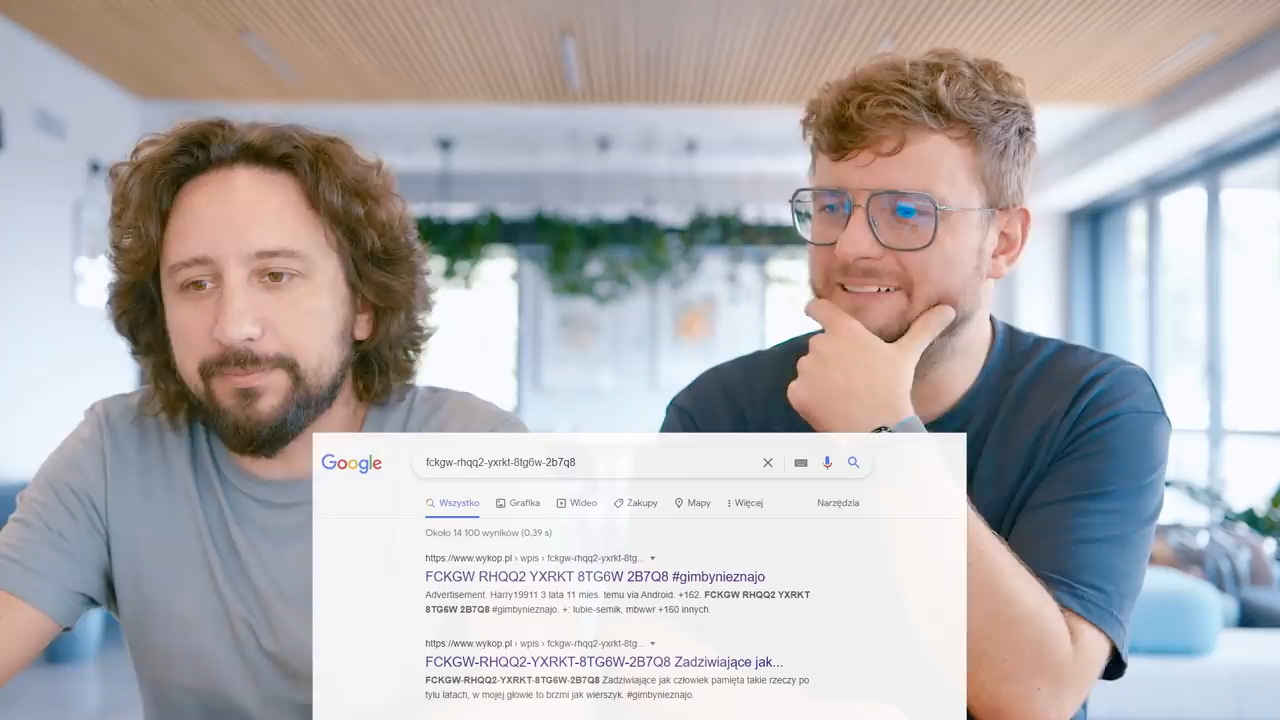 Google
fckgw-rhqq2-yxrkt-8tg6w-2b7q8
Wszystko Grafika Wideo Zakupy Mapy Więcej Narzędzia
Około 14 100 wyników (0,39 s)
https://www.wykop.pl › wpis › fckgw-rhqq2-yxrkt-8tg...
FCKGW RHQQ2 YXRKT 8TG6W 2B7Q8 #gimbynieznajo
Advertisement. Harry19911 3 lata 11 mies. temu via Android. +162. FCKGW RHQQ2 YXRKT
8TG6W 2B7Q8 #gimbynieznajo. +: lubie-semik, mbwwr +160 innych.
https://www.wykop.pl › wpis › fckgw-rhqq2-yxrkt-8tg...
FCKGW-RHQQ2-YXRKT-8TG6W-2B7Q8 Zadziwiające jak...
FCKGW-RHQQ2-YXRKT-8TG6W-2B7Q8 Zadziwiające jak człowiek pamięta takie rzeczy po
tylu latach, w mojej głowie to brzmi jak wierszyk. #gimbynieznajo.